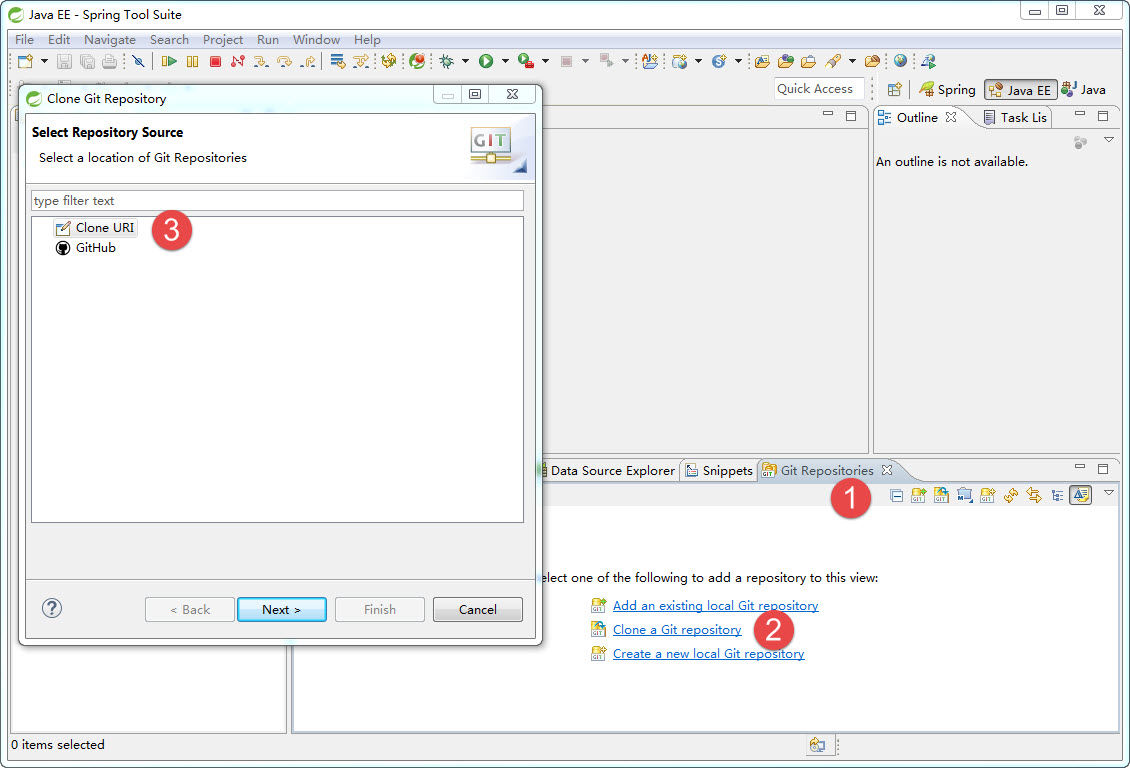 Java EE - Spring Tool Suite
File Edit Navigate Search Project Run Window Help
Quick Access
Spring
Java EE
Java
Clone Git Repository
Select Repository Source
Select a location of Git Repositories
GIT
type filter text
Clone URI
3
GitHub
< Back
Next >
Finish
Cancel
Outline
Task Lis
An outline is not available.
Data Source Explorer
Snippets
Git Repositories
1
elect one of the following to add a repository to this view:
Add an existing local Git repository
Clone a Git repository
2
Create a new local Git repository
0 items selected